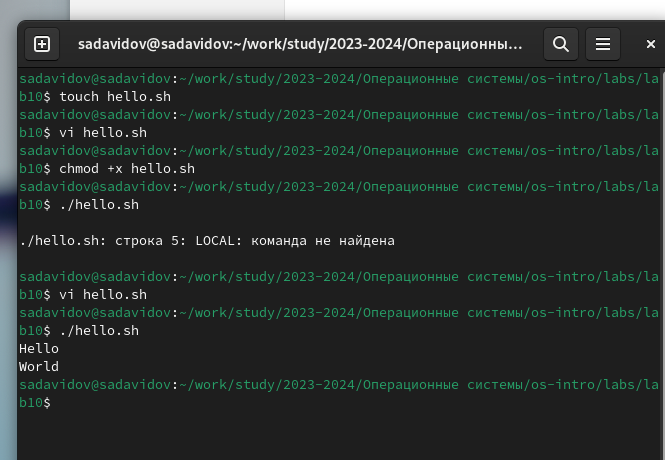 sadavidov@sadavidov:~/work/study/2023-2024/Операционны...
sadavidov@sadavidov:~/work/study/2023-2024/Операционные системы/os-intro/labs/la
b10$ touch hello.sh
sadavidov@sadavidov:~/work/study/2023-2024/Операционные системы/os-intro/labs/la
b10$ vi hello.sh
sadavidov@sadavidov:~/work/study/2023-2024/Операционные системы/os-intro/labs/la
b10$ chmod +x hello.sh
sadavidov@sadavidov:~/work/study/2023-2024/Операционные системы/os-intro/labs/la
b10$ ./hello.sh
./hello.sh: строка 5: LOCAL: команда не найдена
sadavidov@sadavidov:~/work/study/2023-2024/Операционные системы/os-intro/labs/la
b10$ vi hello.sh
sadavidov@sadavidov:~/work/study/2023-2024/Операционные системы/os-intro/labs/la
b10$ ./hello.sh
Hello
World
sadavidov@sadavidov:~/work/study/2023-2024/Операционные системы/os-intro/labs/la
b10$